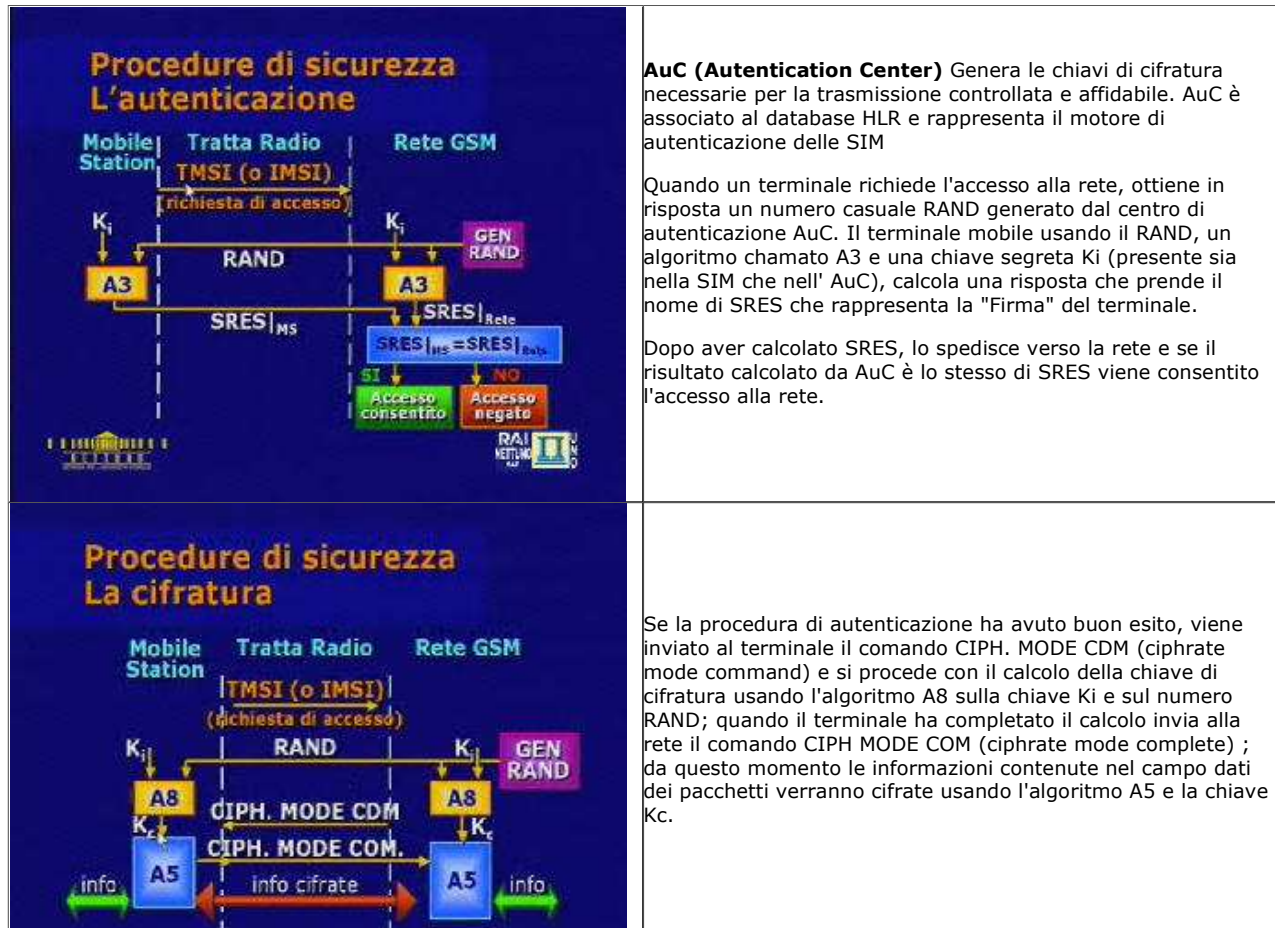 Procedure di sicurezza
L'autenticazione
Mobile Station
Tratta Radio
Rete GSM
TMSI (o IMSI)
(richiesta di accesso)
Ki
Ki
GEN RAND
RAND
A3
A3
SRES|MS
SRES|Rete
SRES|MS=SRES|Rete
SI
NO
Accesso consentito
Accesso negato
RAI
NETTUNO
SAT
UNO
AuC (Autentication Center) Genera le chiavi di cifratura
necessarie per la trasmissione controllata e affidabile. AuC è
associato al database HLR e rappresenta il motore di
autenticazione delle SIM
Quando un terminale richiede l'accesso alla rete, ottiene in
risposta un numero casuale RAND generato dal centro di
autenticazione AuC. Il terminale mobile usando il RAND, un
algoritmo chamato A3 e una chiave segreta Ki (presente sia
nella SIM che nell' AuC), calcola una risposta che prende il
nome di SRES che rappresenta la "Firma" del terminale.
Dopo aver calcolato SRES, lo spedisce verso la rete e se il
risultato calcolato da AuC è lo stesso di SRES viene consentito
l'accesso alla rete.
Procedure di sicurezza
La cifratura
Mobile Station
Tratta Radio
Rete GSM
TMSI (o IMSI)
(richiesta di accesso)
Ki
RAND
Ki
GEN RAND
A8
A8
CIPH. MODE CDM
Kc
Kc
CIPH. MODE COM.
A5
A5
info
info cifrate
info
Se la procedura di autenticazione ha avuto buon esito, viene
inviato al terminale il comando CIPH. MODE CDM (ciphrate
mode command) e si procede con il calcolo della chiave di
cifratura usando l'algoritmo A8 sulla chiave Ki e sul numero
RAND; quando il terminale ha completato il calcolo invia alla
rete il comando CIPH MODE COM (ciphrate mode complete) ;
da questo momento le informazioni contenute nel campo dati
dei pacchetti verranno cifrate usando l'algoritmo A5 e la chiave
Kc.